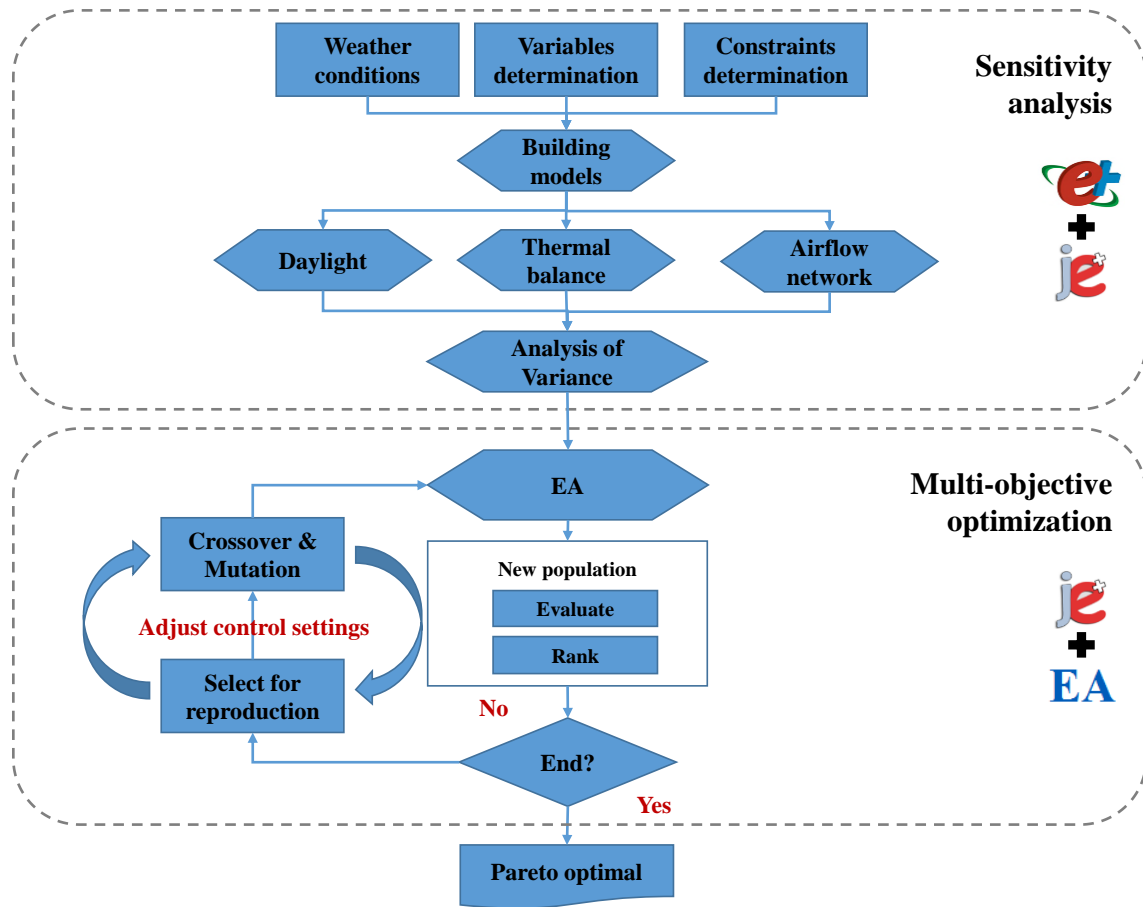 Weather
conditions
Variables
determination
Constraints
determination
Sensitivity
analysis
Building
models
e+
Daylight
Thermal
balance
Airflow
network
je+
Analysis of
Variance
EA
Multi-objective
optimization
Crossover &
Mutation
New population
Evaluate
Adjust control settings
Rank
je+
Select for
reproduction
EA
No
End?
Yes
Pareto optimal